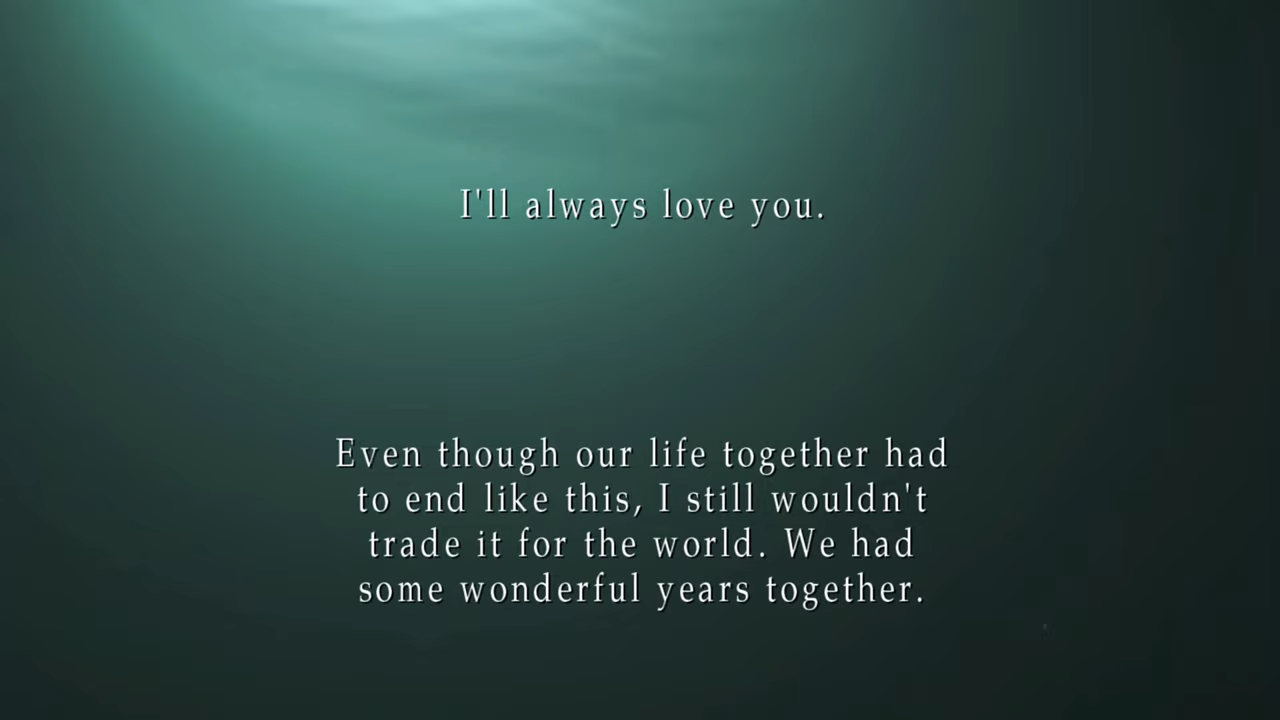 I'll always love you.
Even though our life together had
to end like this, I still wouldn't
trade it for the world. We had
some wonderful years together.